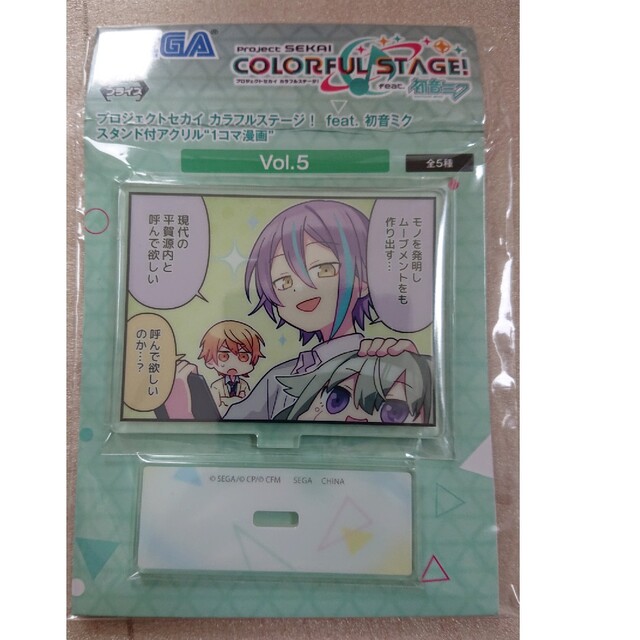 SEGA
プライズ
Project SEKAI
COLORFUL STAGE!
プロジェクトセカイ カラフルステージ!
feat. 初音ミク
プロジェクトセカイ カラフルステージ! feat. 初音ミク
スタンド付アクリル"1コマ漫画"
Vol.5
全5種
モノを発明し
ムーブメントをも
作り出す…
現代の
平賀源内と
呼んで欲しい
呼んで欲しい
のか…?
© SEGA/© CP/© CFM SEGA CHINA